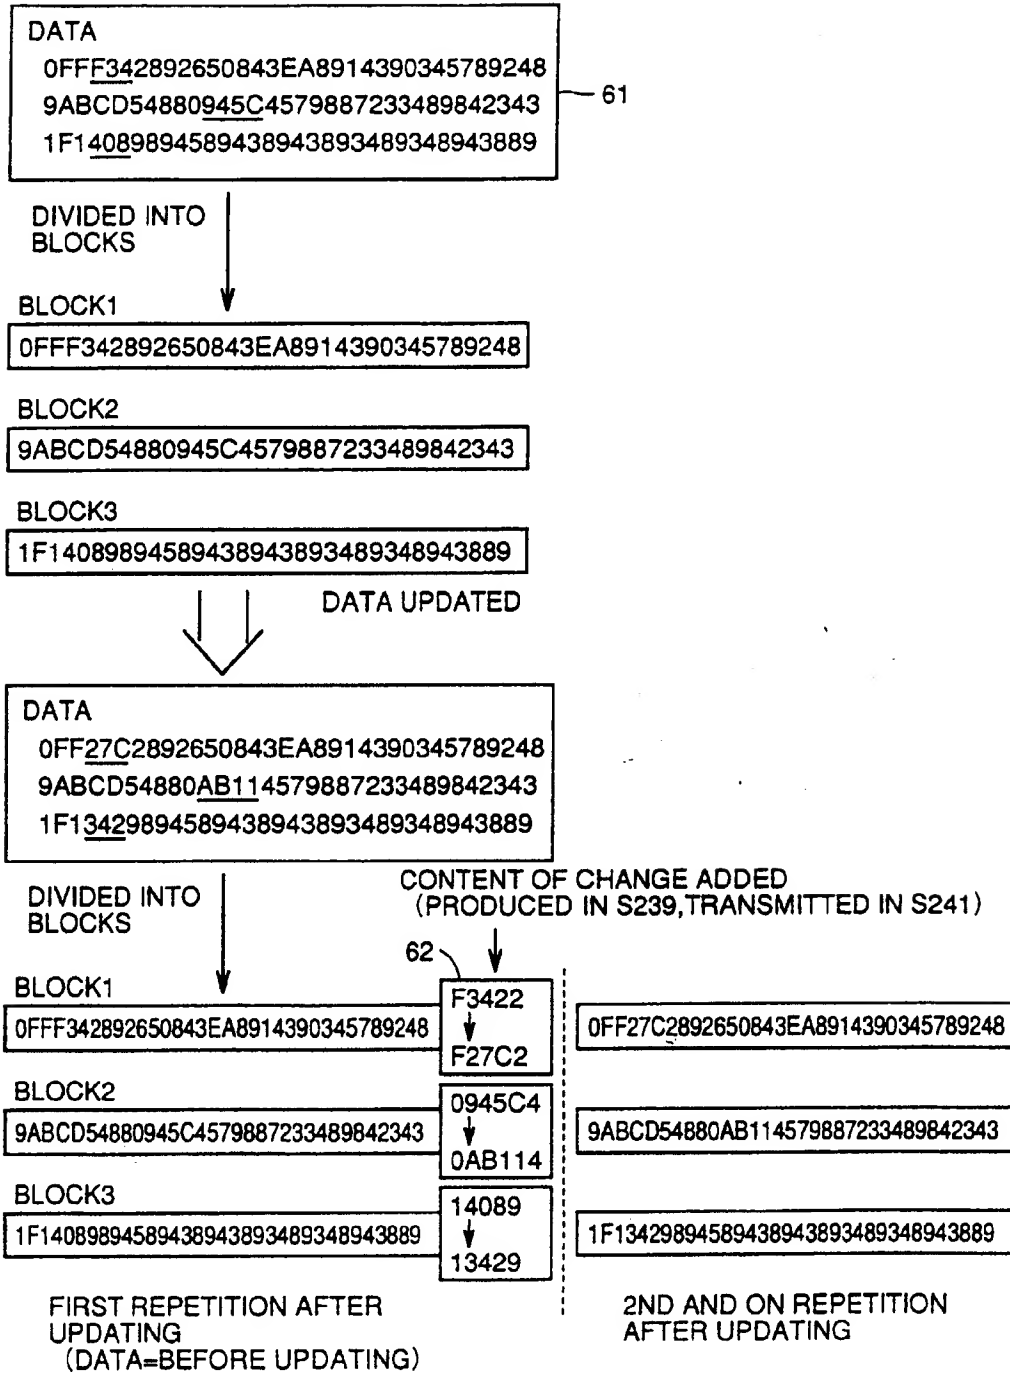 DATA
0FFF342892650843EA8914390345789248
9ABCD54880945C4579887233489842343
61
1F14089894589438943893489348943889
DIVIDED INTO
BLOCKS
BLOCK1
0FFF342892650843EA8914390345789248
BLOCK2
9ABCD54880945C4579887233489842343
BLOCK3
1F14089894589438943893489348943889
DATA UPDATED
DATA
0FF27C2892650843EA8914390345789248
9ABCD54880AB114579887233489842343
1F13429894589438943893489348943889
DIVIDED INTO
BLOCKS
CONTENT OF CHANGE ADDED
(PRODUCED IN S239,TRANSMITTED IN S241)
62
BLOCK1
0FFF342892650843EA8914390345789248
F3422
F27C2
0FF27C2892650843EA8914390345789248
BLOCK2
9ABCD54880945C4579887233489842343
0945C4
0AB114
9ABCD54880AB114579887233489842343
BLOCK3
1F14089894589438943893489348943889
14089
13429
1F13429894589438943893489348943889
FIRST REPETITION AFTER
UPDATING
(DATA=BEFORE UPDATING)
2ND AND ON REPETITION
AFTER UPDATING